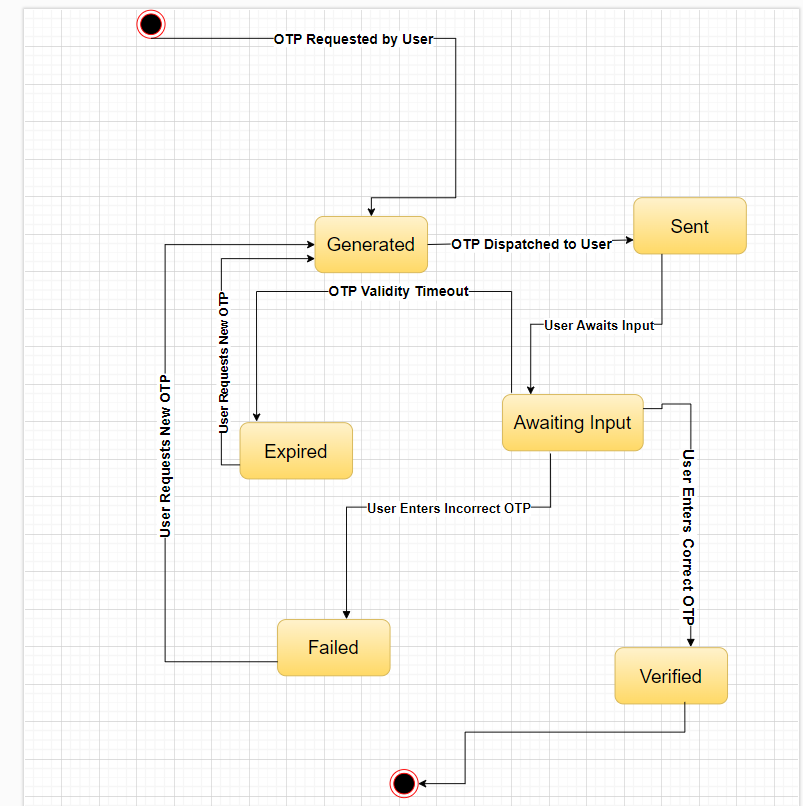 OTP Requested by User
Generated
OTP Dispatched to User
Sent
OTP Validity Timeout
User Awaits Input
User Requests New OTP
User Requests New OTP
Awaiting Input
Expired
User Enters Incorrect OTP
User Enters Correct OTP
Failed
Verified